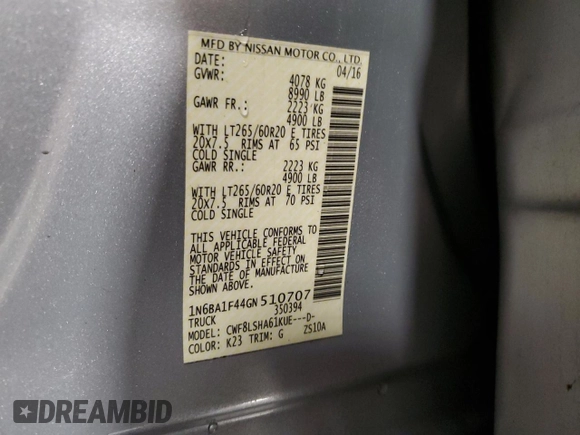 MFD BY NISSAN MOTOR CO., LTD.
DATE: 04/16
GVWR: 4078 KG
8990 LB
GAWR FR.: 2223 KG
4900 LB
WITH LT265/60R20 E TIRES
20x7.5 RIMS AT 65 PSI
COLD SINGLE
GAWR RR.: 2223 KG
4900 LB
WITH LT265/60R20 E TIRES
20x7.5 RIMS AT 70 PSI
COLD SINGLE
THIS VEHICLE CONFORMS TO
ALL APPLICABLE FEDERAL
MOTOR VEHICLE SAFETY
STANDARDS IN EFFECT ON
THE DATE OF MANUFACTURE
SHOWN ABOVE.
1N6BA1F44GN510707
TRUCK 350394
MODEL: CWF8LSHA61KUE---D-
COLOR: K23 TRIM: G ZS10A
DREAMBID